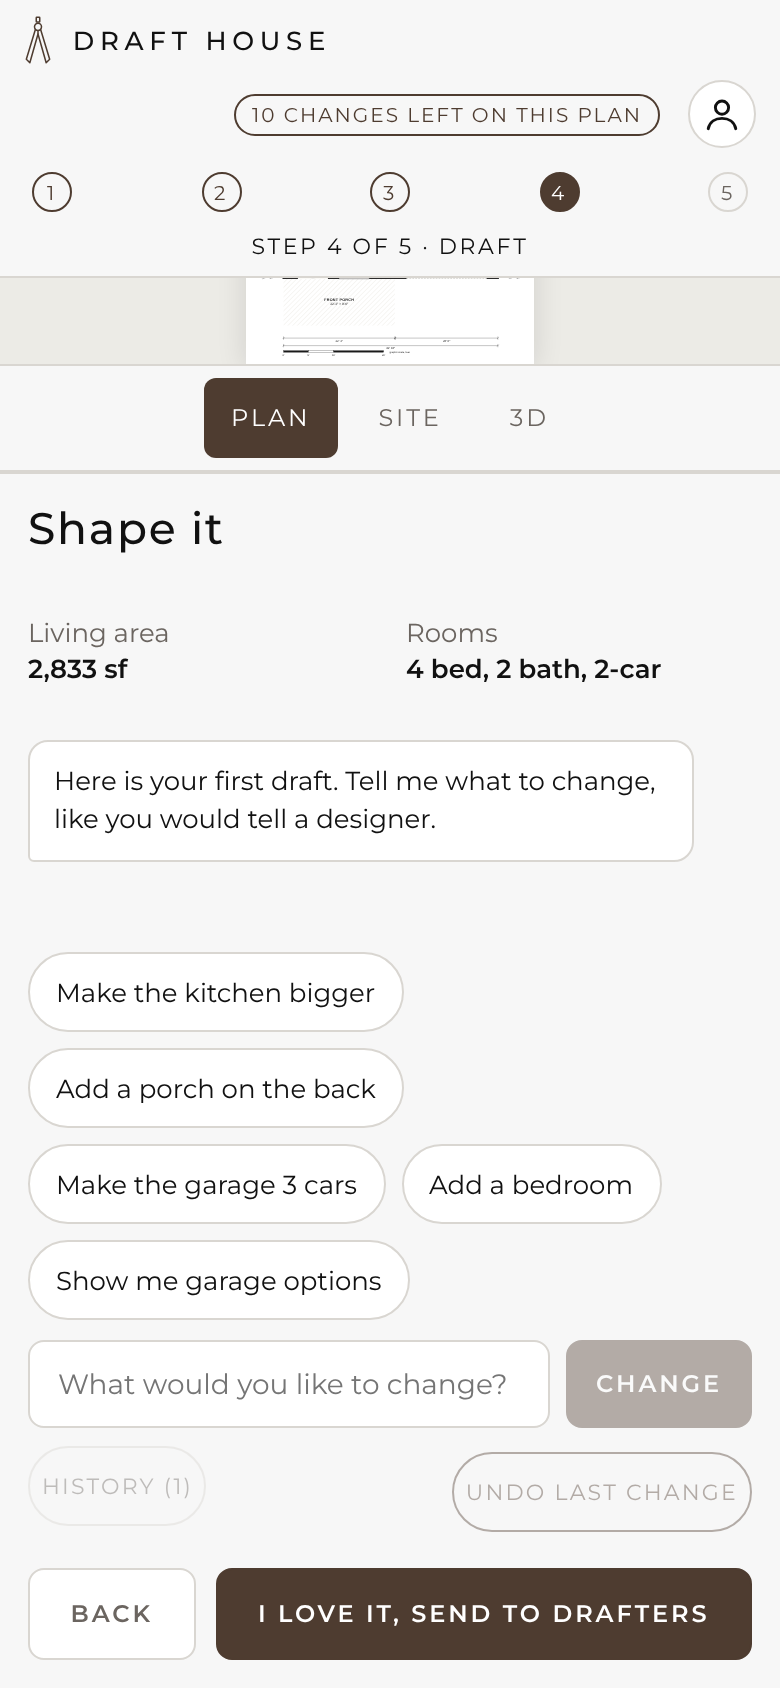 DRAFT HOUSE
10 CHANGES LEFT ON THIS PLAN
1 2 3 4 5
STEP 4 OF 5 · DRAFT
FRONT PORCH
PLAN SITE 3D
Shape it
Living area Rooms
2,833 sf 4 bed, 2 bath, 2-car
Here is your first draft. Tell me what to change,
like you would tell a designer.
Make the kitchen bigger
Add a porch on the back
Make the garage 3 cars Add a bedroom
Show me garage options
What would you like to change? CHANGE
HISTORY (1) UNDO LAST CHANGE
BACK I LOVE IT, SEND TO DRAFTERS